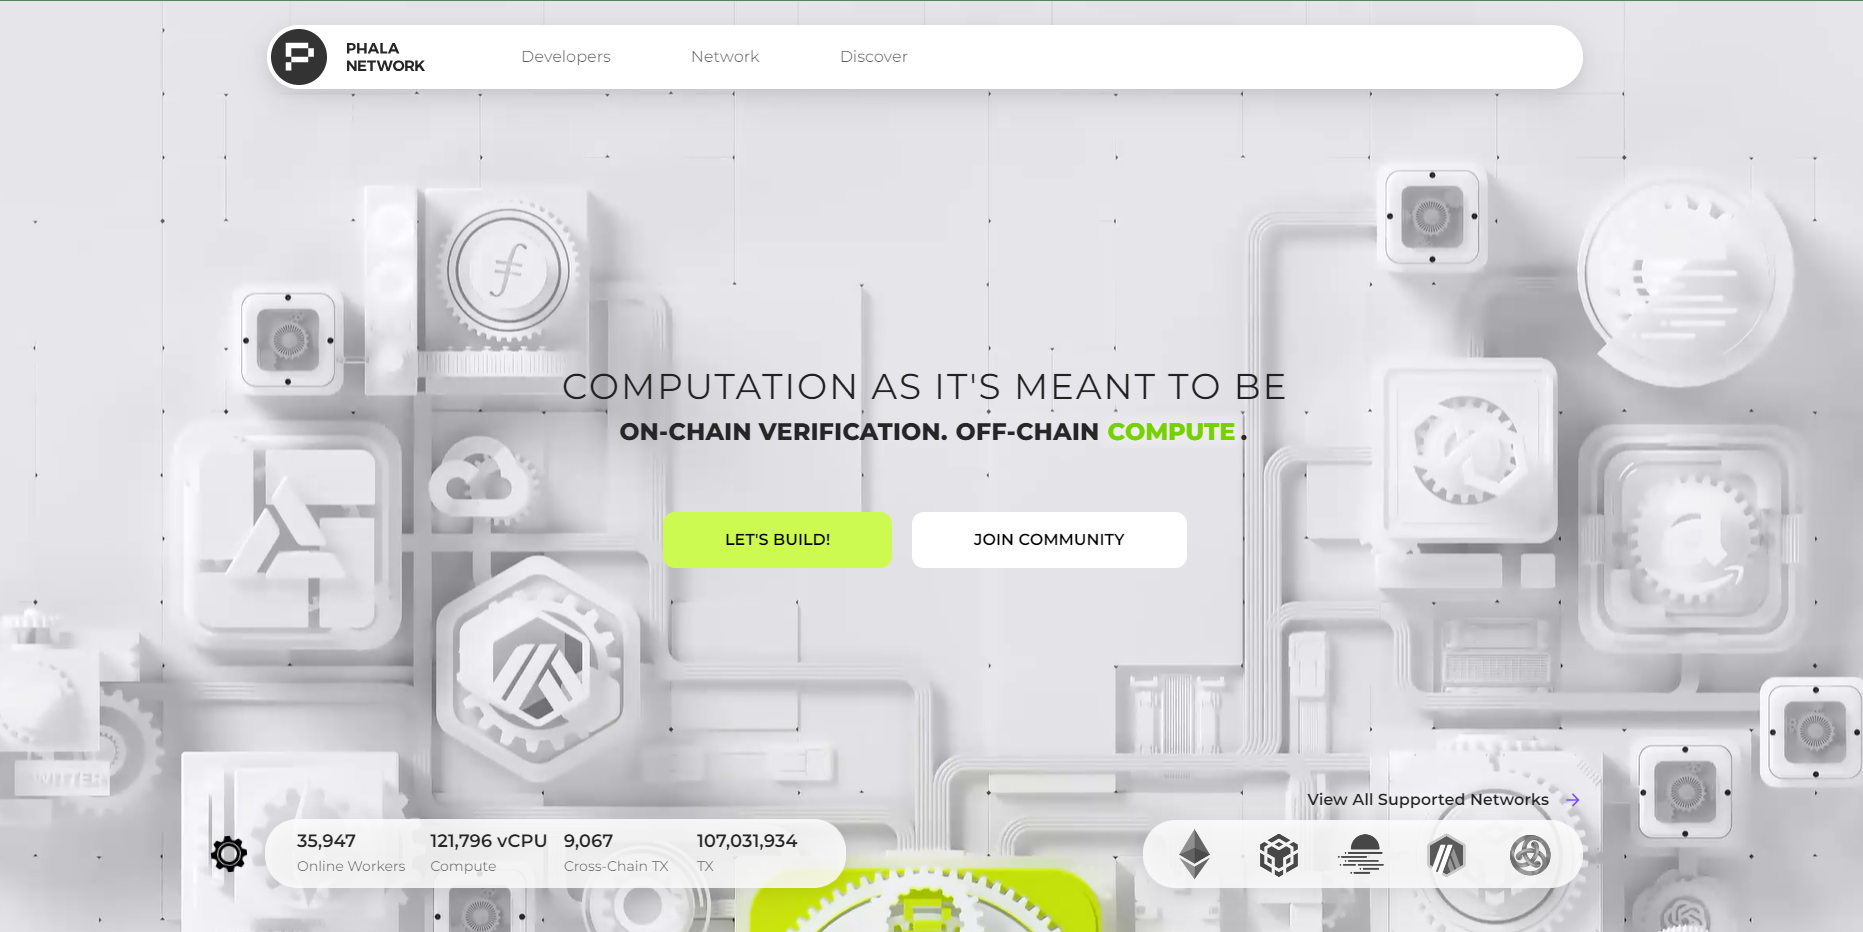 PHALA
NETWORK
Developers
Network
Discover
COMPUTATION AS IT'S MEANT TO BE
ON-CHAIN VERIFICATION. OFF-CHAIN COMPUTE .
LET'S BUILD!
JOIN COMMUNITY
View All Supported Networks
35,947
Online Workers
121,796 vCPU
Compute
9,067
Cross-Chain TX
107,031,934
TX